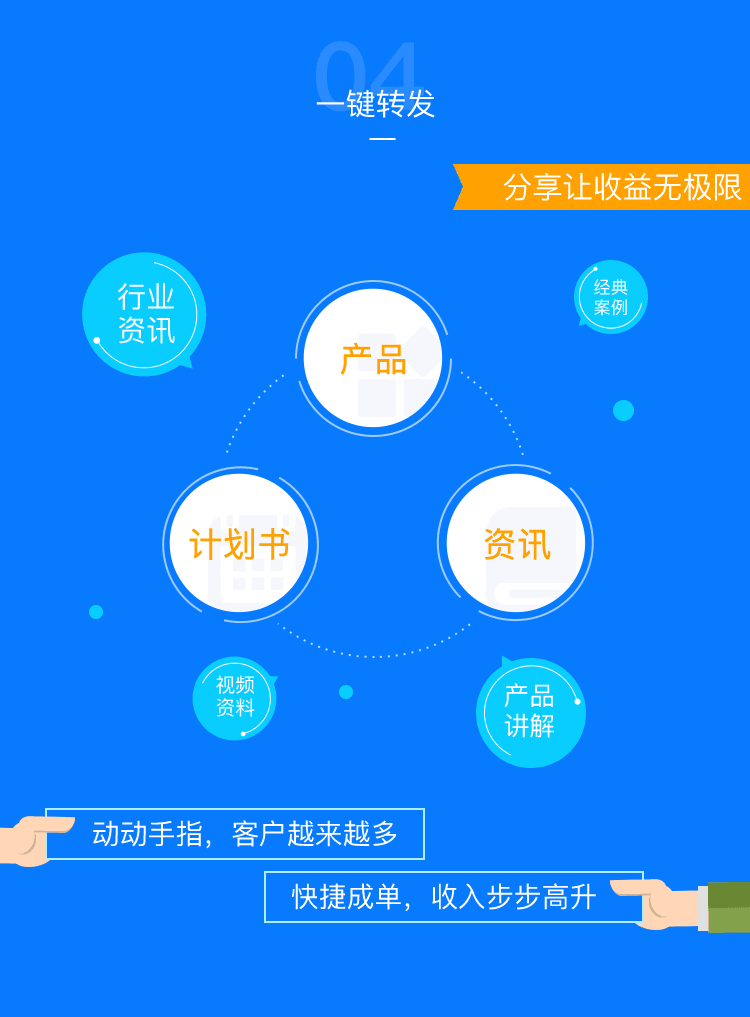 04
一键转发
分享让收益无极限
行业
资讯
经典
案例
产品
计划书
资讯
视频
资料
产品
讲解
动动手指，客户越来越多
快捷成单，收入步步高升